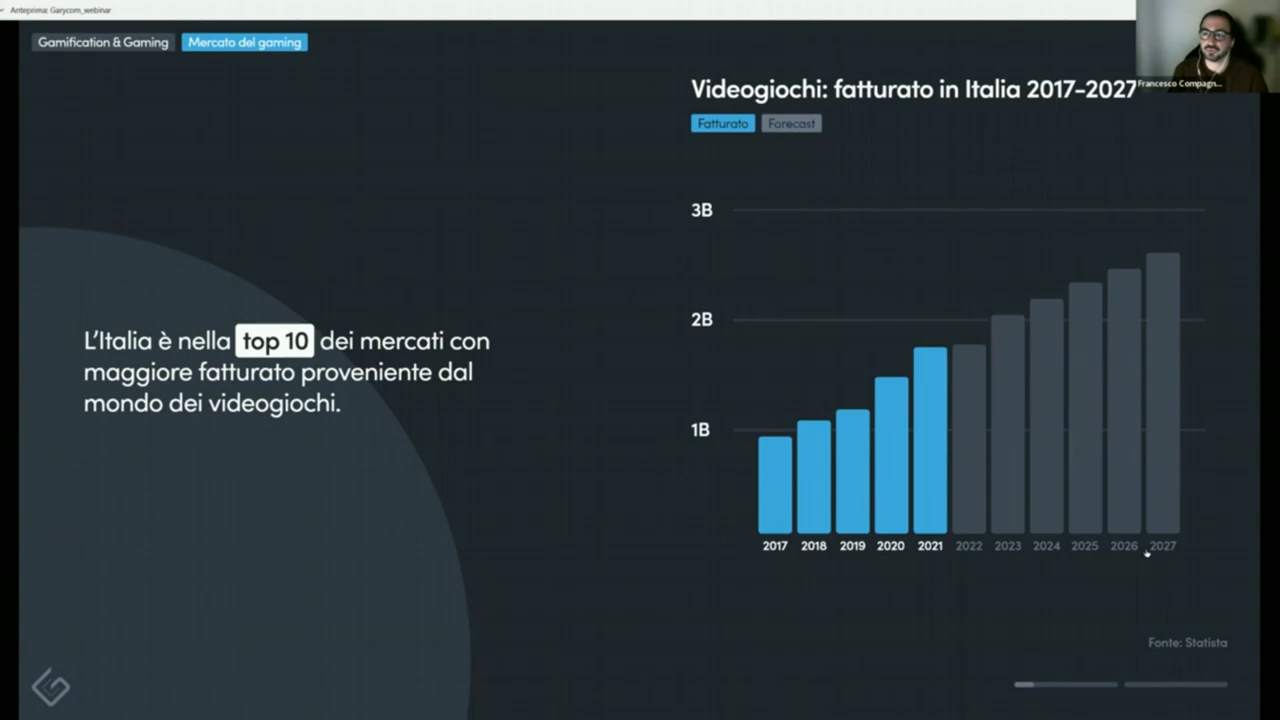 Anteprima: Garycom_webinar
Gamification & Gaming
Mercato del gaming
Francesco Compagn...
Videogiochi: fatturato in Italia 2017-2027
Fatturato
Forecast
3B
2B
1B
2017 2018 2019 2020 2021 2022 2023 2024 2025 2026 2027
L'Italia è nella top 10 dei mercati con
maggiore fatturato proveniente dal
mondo dei videogiochi.
Fonte: Statista